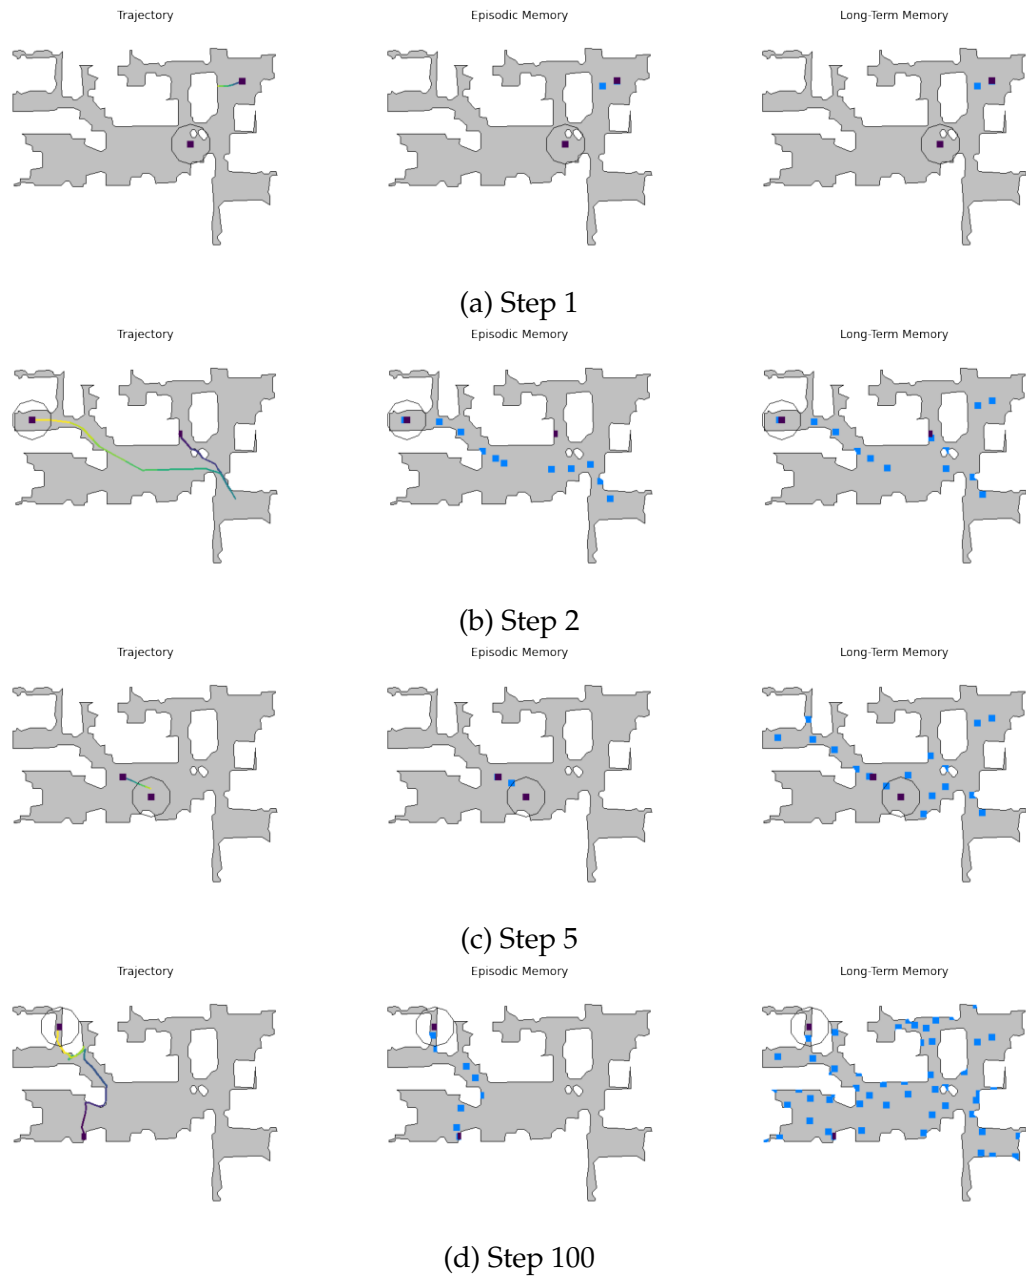 Trajectory Episodic Memory Long-Term Memory
(a) Step 1
Trajectory Episodic Memory Long-Term Memory
(b) Step 2
Trajectory Episodic Memory Long-Term Memory
(c) Step 5
Trajectory Episodic Memory Long-Term Memory
(d) Step 100